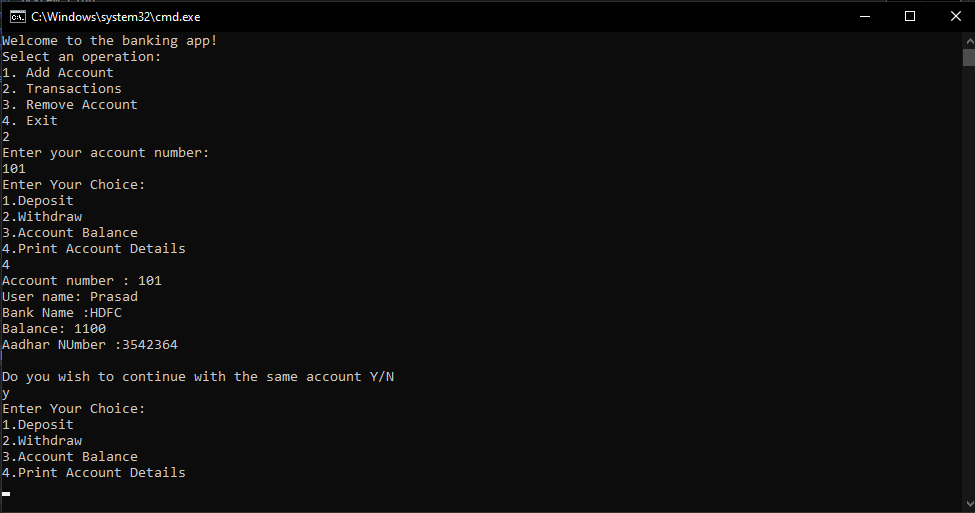 C:\Windows\system32\cmd.exe
Welcome to the banking app!
Select an operation:
1. Add Account
2. Transactions
3. Remove Account
4. Exit
2
Enter your account number:
101
Enter Your Choice:
1.Deposit
2.Withdraw
3.Account Balance
4.Print Account Details
4
Account number : 101
User name: Prasad
Bank Name :HDFC
Balance: 1100
Aadhar NUmber :3542364
Do you wish to continue with the same account Y/N
y
Enter Your Choice:
1.Deposit
2.Withdraw
3.Account Balance
4.Print Account Details